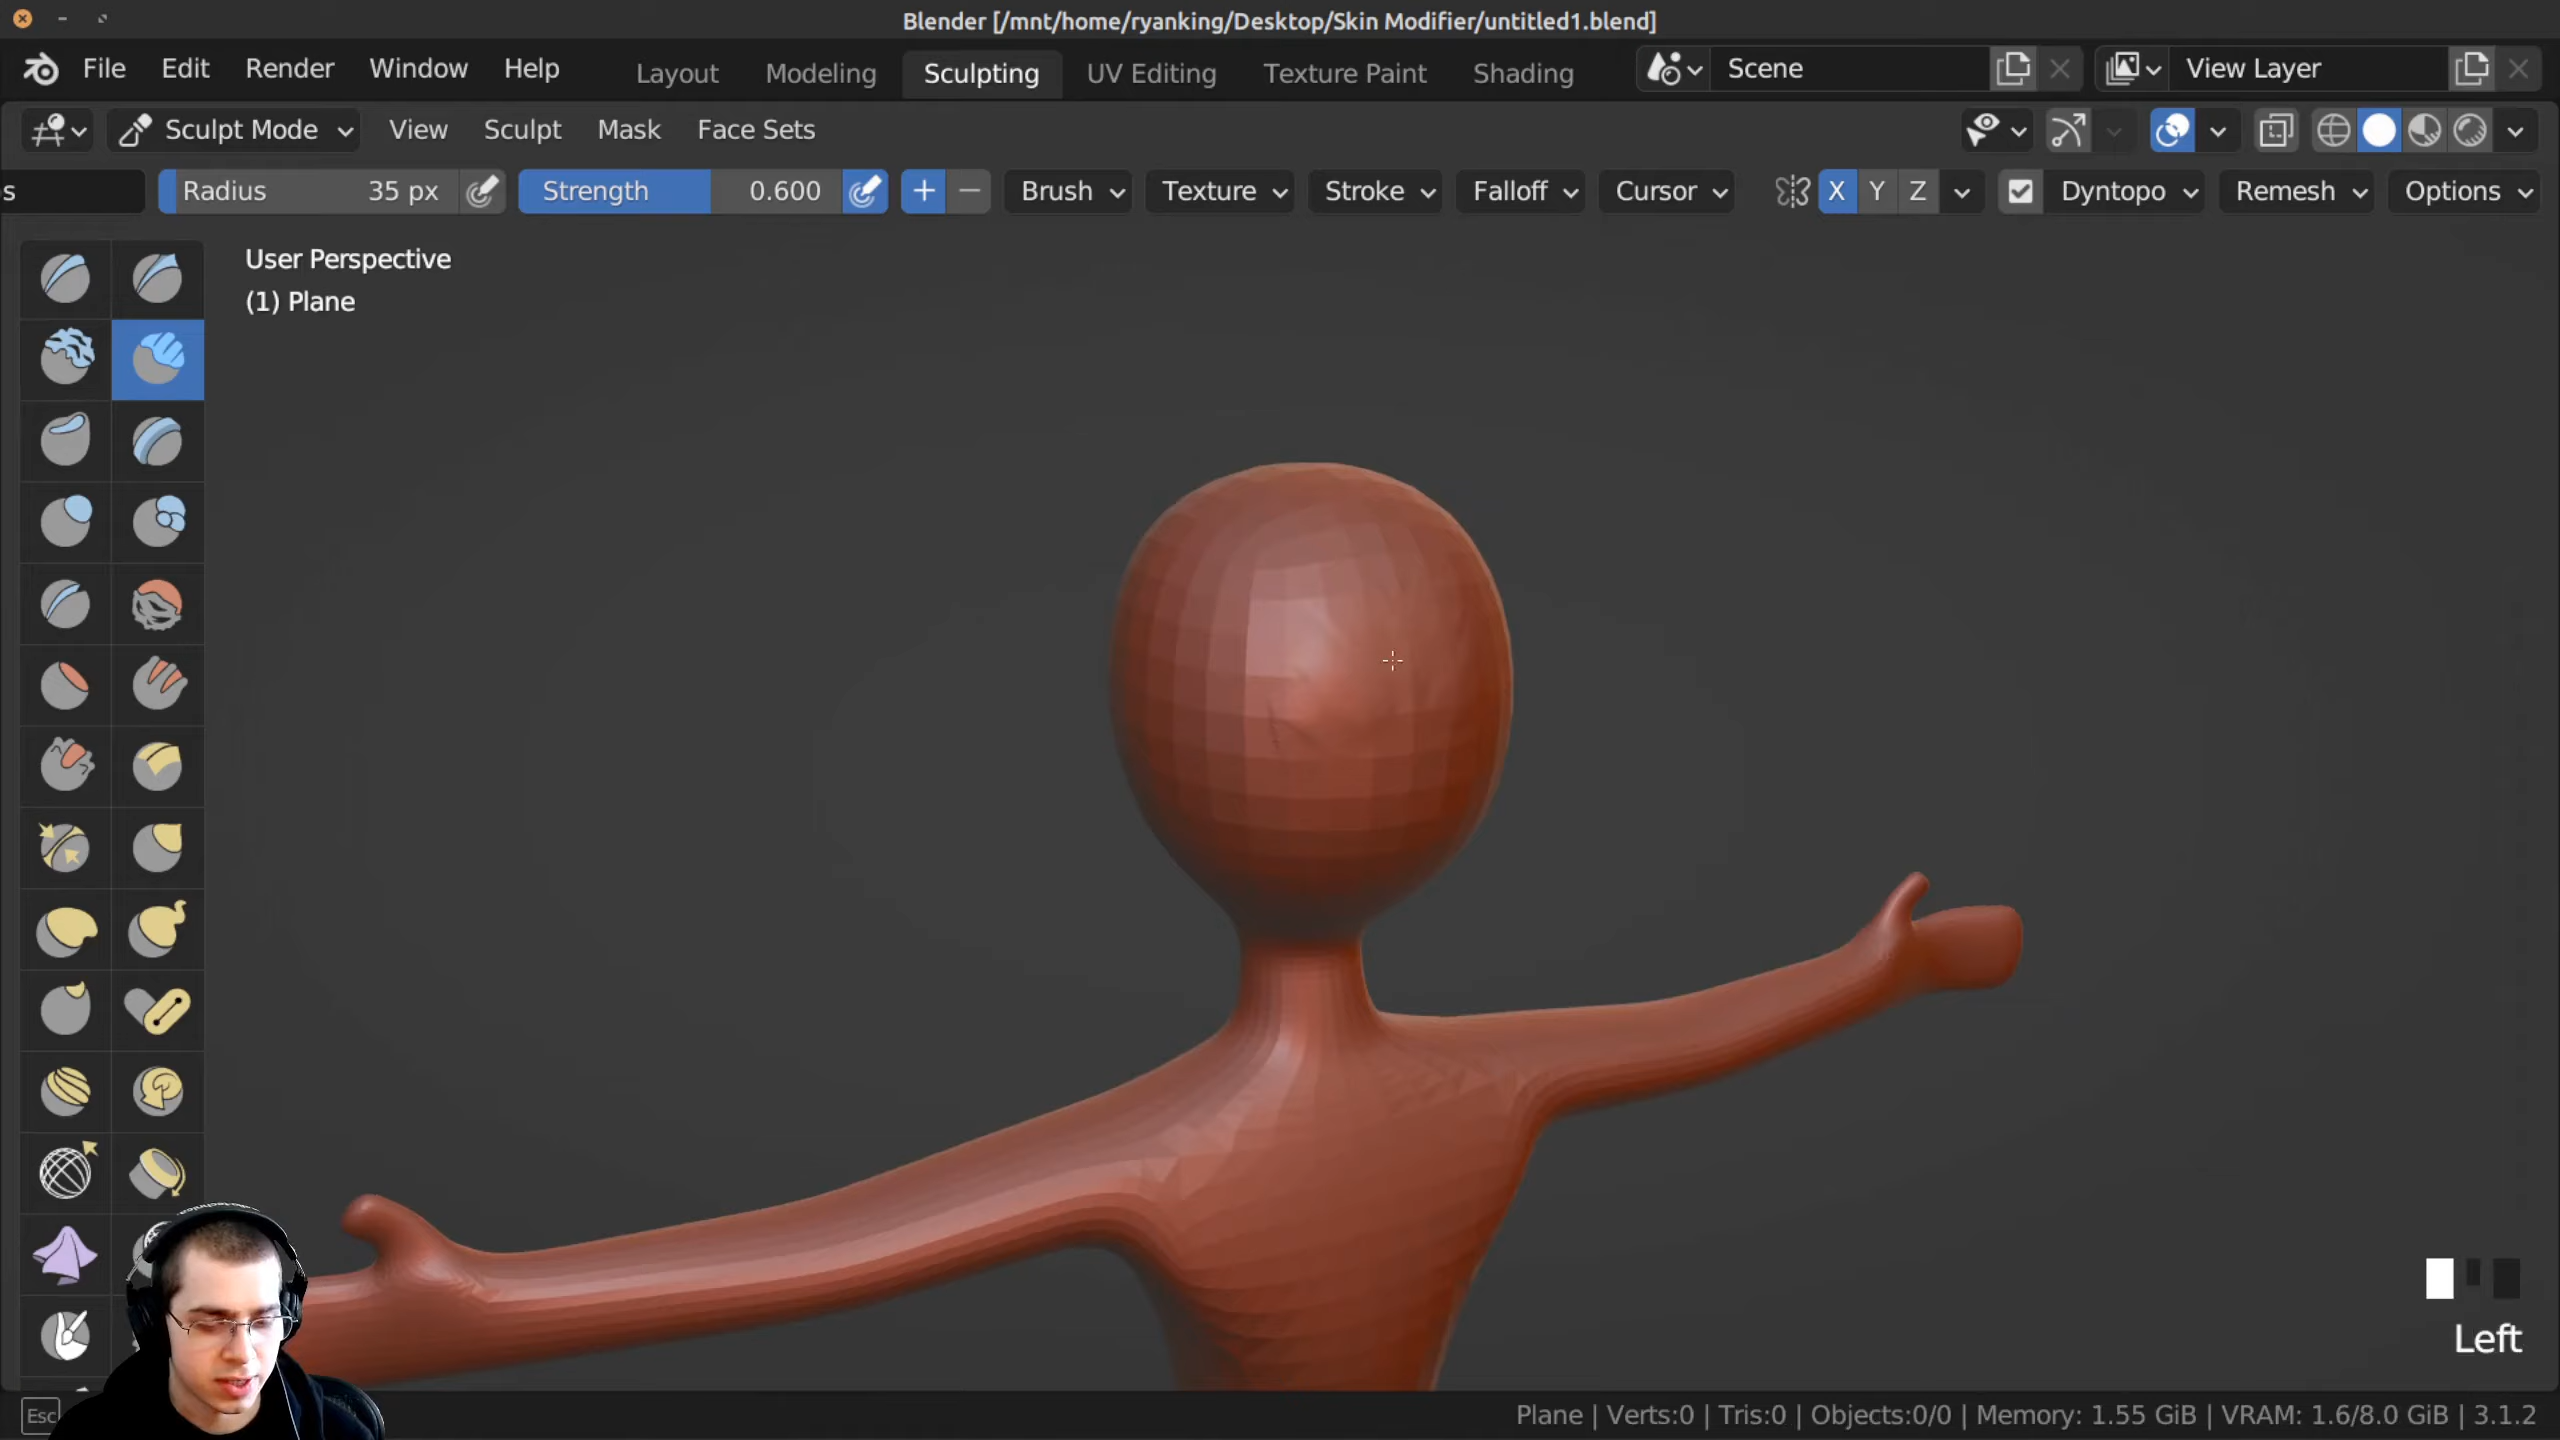 Blender [/mnt/home/ryanking/Desktop/Skin Modifier/untitled1.blend]
File Edit Render Window Help Layout Modeling Sculpting UV Editing Texture Paint Shading Scene View Layer
Sculpt Mode View Sculpt Mask Face Sets
s Radius 35 px Strength 0.600 + − Brush Texture Stroke Falloff Cursor X Y Z Dyntopo Remesh Options
User Perspective
(1) Plane
Left
Esc Plane | Verts:0 | Tris:0 | Objects:0/0 | Memory: 1.55 GiB | VRAM: 1.6/8.0 GiB | 3.1.2